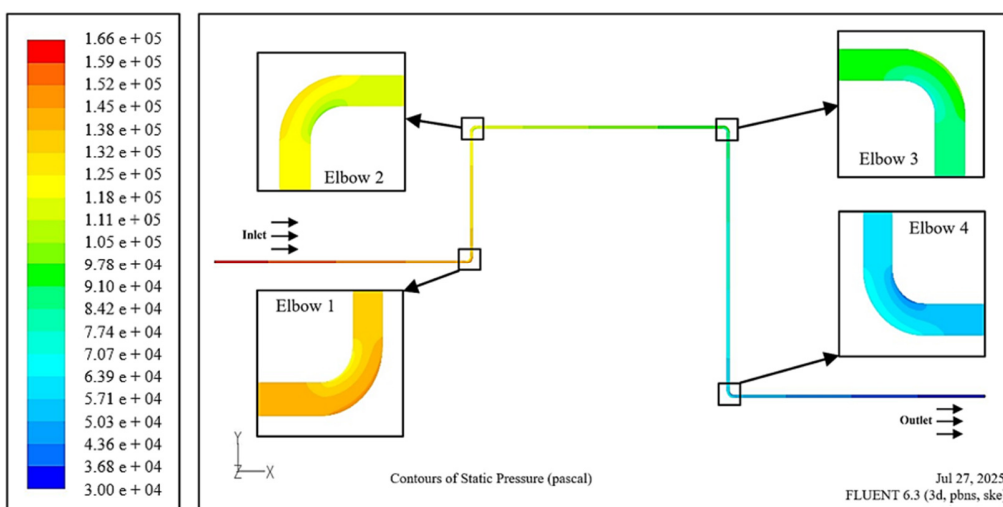 1.66 e + 05
1.59 e + 05
1.52 e + 05
1.45 e + 05
1.38 e + 05
1.32 e + 05
1.25 e + 05
1.18 e + 05
1.11 e + 05
1.05 e + 05
9.78 e + 04
9.10 e + 04
8.42 e + 04
7.74 e + 04
7.07 e + 04
6.39 e + 04
5.71 e + 04
5.03 e + 04
4.36 e + 04
3.68 e + 04
3.00 e + 04
Elbow 2
Elbow 3
Inlet
Elbow 4
Elbow 1
Outlet
Y
Z X
Contours of Static Pressure (pascal)
Jul 27, 2025
FLUENT 6.3 (3d, pbns, ske